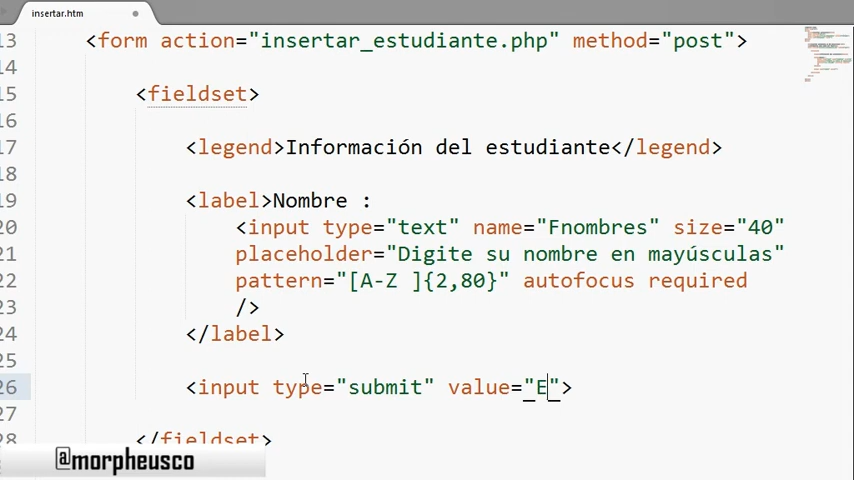 insertar.htm
13 <form action="insertar_estudiante.php" method="post">
14
15 <fieldset>
16
17 <legend>Información del estudiante</legend>
18
19 <label>Nombre :
20 <input type="text" name="Fnombres" size="40"
21 placeholder="Digite su nombre en mayúsculas"
22 pattern="[A-Z ]{2,80}" autofocus required
23 />
24 </label>
25
26 <input type="submit" value="E">
27
28 </fieldset>
@morpheusco